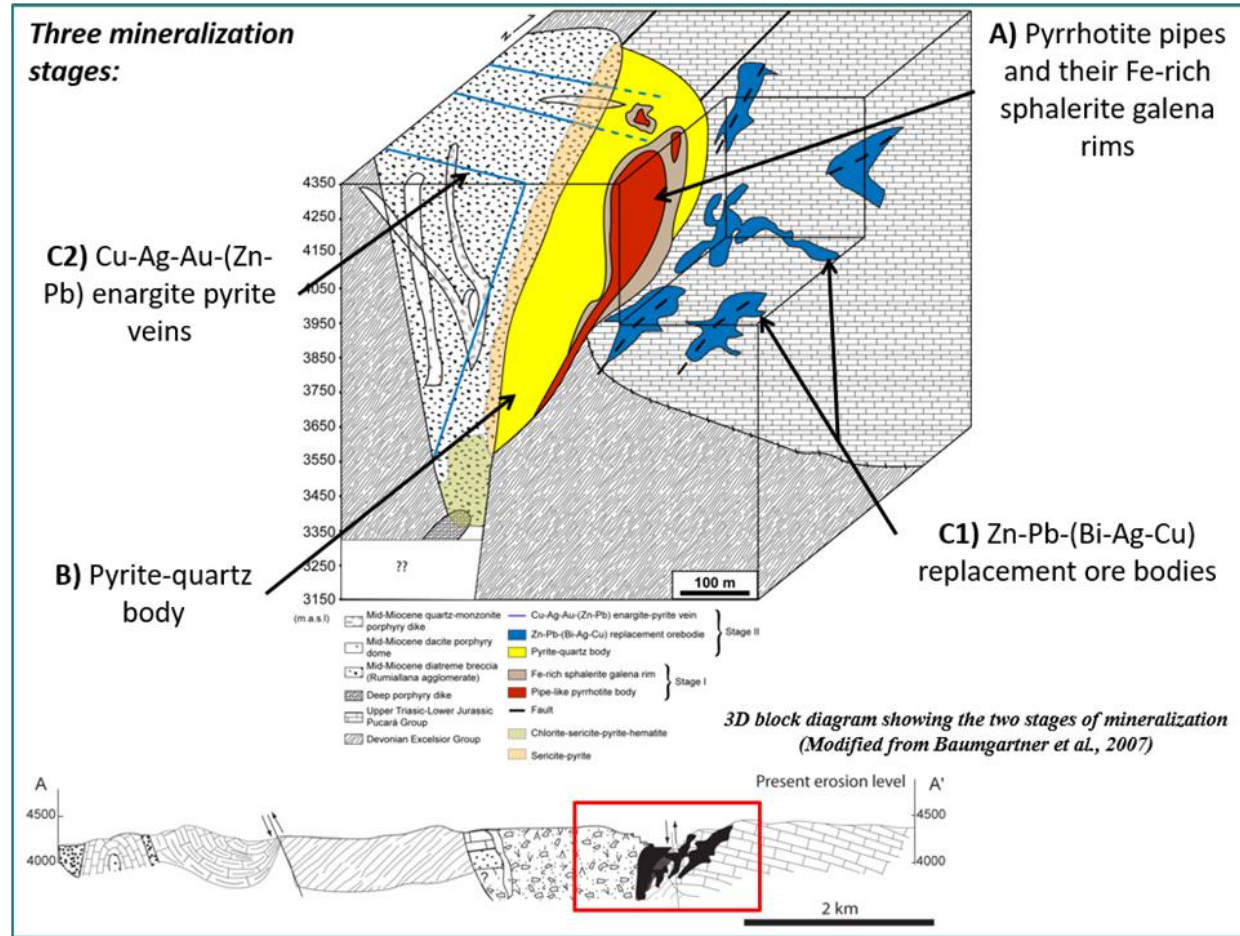 Three mineralization
stages:
A) Pyrrhotite pipes
and their Fe-rich
sphalerite galena
rims
4350
4250
4150
4050
3950
3850
3750
3650
3550
3450
3350
3250
3150
(m.a.s.l)
C2) Cu-Ag-Au-(Zn-
Pb) enargite pyrite
veins
B) Pyrite-quartz
body
C1) Zn-Pb-(Bi-Ag-Cu)
replacement ore bodies
??
100 m
Mid-Miocene quartz-monzonite
porphyry dike
Mid-Miocene dacite porphyry
dome
Mid-Miocene diatreme breccia
(Rumiallana agglomerate)
Deep porphyry dike
Upper Triasic-Lower Jurassic
Pucará Group
Devonian Excelsior Group
Cu-Ag-Au-(Zn-Pb) enargite-pyrite vein
Zn-Pb-(Bi-Ag-Cu) replacement orebodie
Pyrite-quartz body
Stage II
Fe-rich sphalerite galena rim
Pipe-like pyrrhotite body
Stage I
Fault
Chlorite-sericite-pyrite-hematite
Sericite-pyrite
3D block diagram showing the two stages of mineralization
(Modified from Baumgartner et al., 2007)
A
Present erosion level
A'
4500
4000
4500
4000
2 km